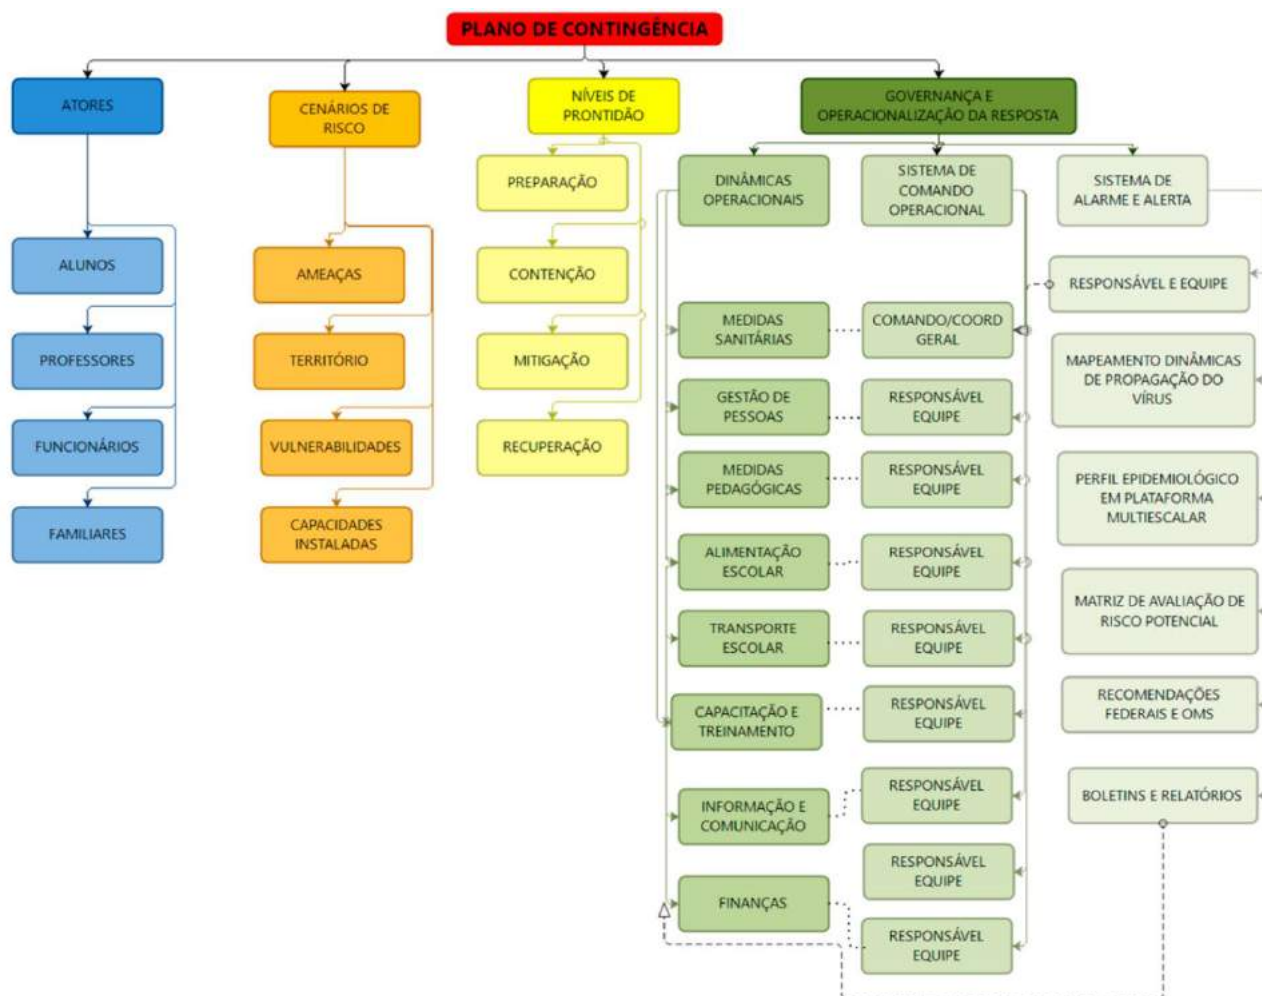 PLANO DE CONTINGÊNCIA
ATORES
CENÁRIOS DE
RISCO
NÍVEIS DE
PRONTIDÃO
GOVERNANÇA E
OPERACIONALIZAÇÃO DA RESPOSTA
ALUNOS
PROFESSORES
FUNCIONÁRIOS
FAMILIARES
AMEAÇAS
TERRITÓRIO
VULNERABILIDADES
CAPACIDADES
INSTALADAS
PREPARAÇÃO
CONTENÇÃO
MITIGAÇÃO
RECUPERAÇÃO
DINÂMICAS
OPERACIONAIS
MEDIDAS
SANITÁRIAS
GESTÃO DE
PESSOAS
MEDIDAS
PEDAGÓGICAS
ALIMENTAÇÃO
ESCOLAR
TRANSPORTE
ESCOLAR
CAPACITAÇÃO E
TREINAMENTO
INFORMAÇÃO E
COMUNICAÇÃO
FINANÇAS
SISTEMA DE
COMANDO
OPERACIONAL
COMANDO/COORD
GERAL
RESPONSÁVEL
EQUIPE
RESPONSÁVEL
EQUIPE
RESPONSÁVEL
EQUIPE
RESPONSÁVEL
EQUIPE
RESPONSÁVEL
EQUIPE
RESPONSÁVEL
EQUIPE
RESPONSÁVEL
EQUIPE
RESPONSÁVEL
EQUIPE
SISTEMA DE
ALARME E ALERTA
RESPONSÁVEL E EQUIPE
MAPEAMENTO DINÂMICAS
DE PROPAGAÇÃO DO
VÍRUS
PERFIL EPIDEMIOLÓGICO
EM PLATAFORMA
MULTIESCALAR
MATRIZ DE AVALIAÇÃO DE
RISCO POTENCIAL
RECOMENDAÇÕES
FEDERAIS E OMS
BOLETINS E RELATÓRIOS